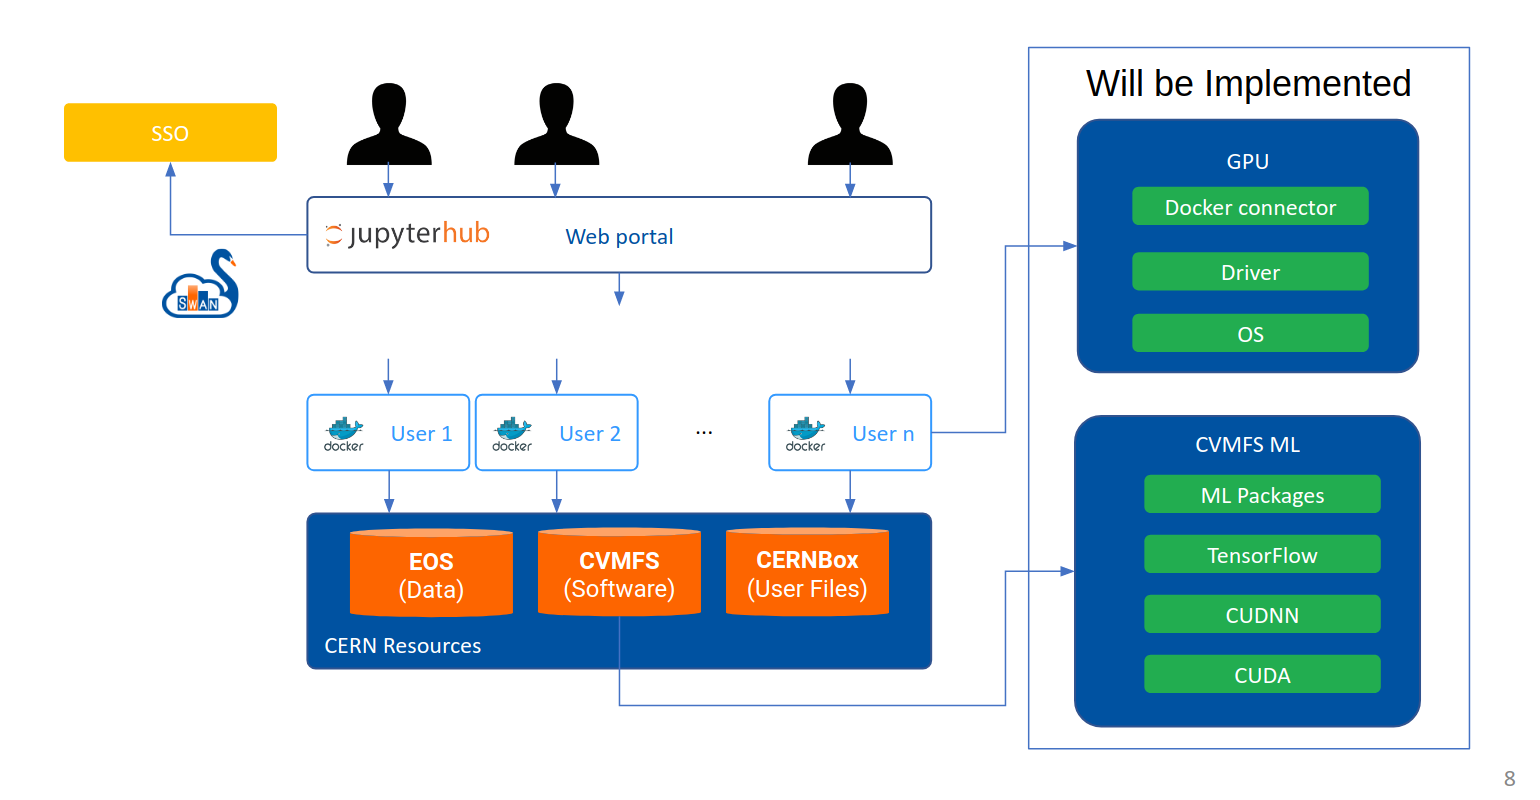 Will be Implemented
SSO
jupyterhub
Web portal
SWAN
GPU
Docker connector
Driver
OS
docker
User 1
docker
User 2
...
docker
User n
CVMFS ML
ML Packages
TensorFlow
CUDNN
CUDA
EOS
(Data)
CVMFS
(Software)
CERNBox
(User Files)
CERN Resources
8